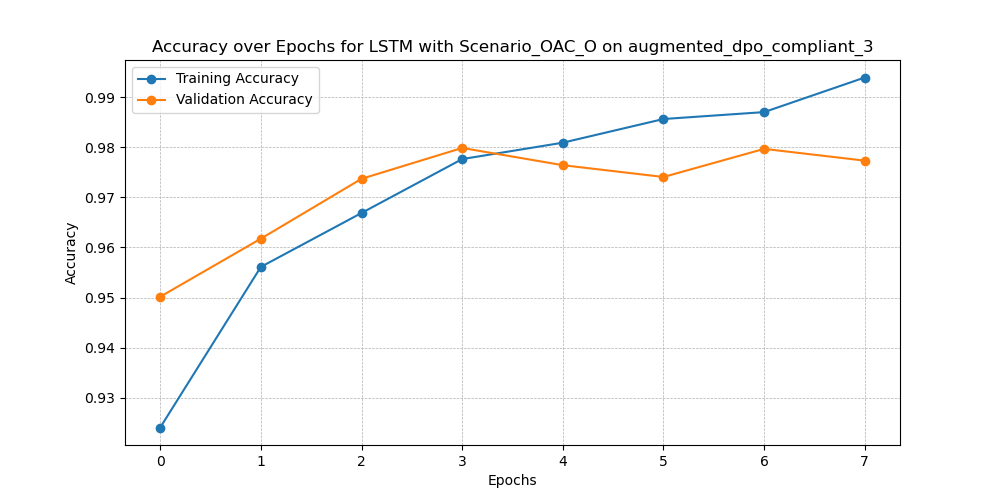 Accuracy over Epochs for LSTM with Scenario_OAC_O on augmented_dpo_compliant_3
Training Accuracy
Validation Accuracy
Accuracy
0.99
0.98
0.97
0.96
0.95
0.94
0.93
0 1 2 3 4 5 6 7
Epochs